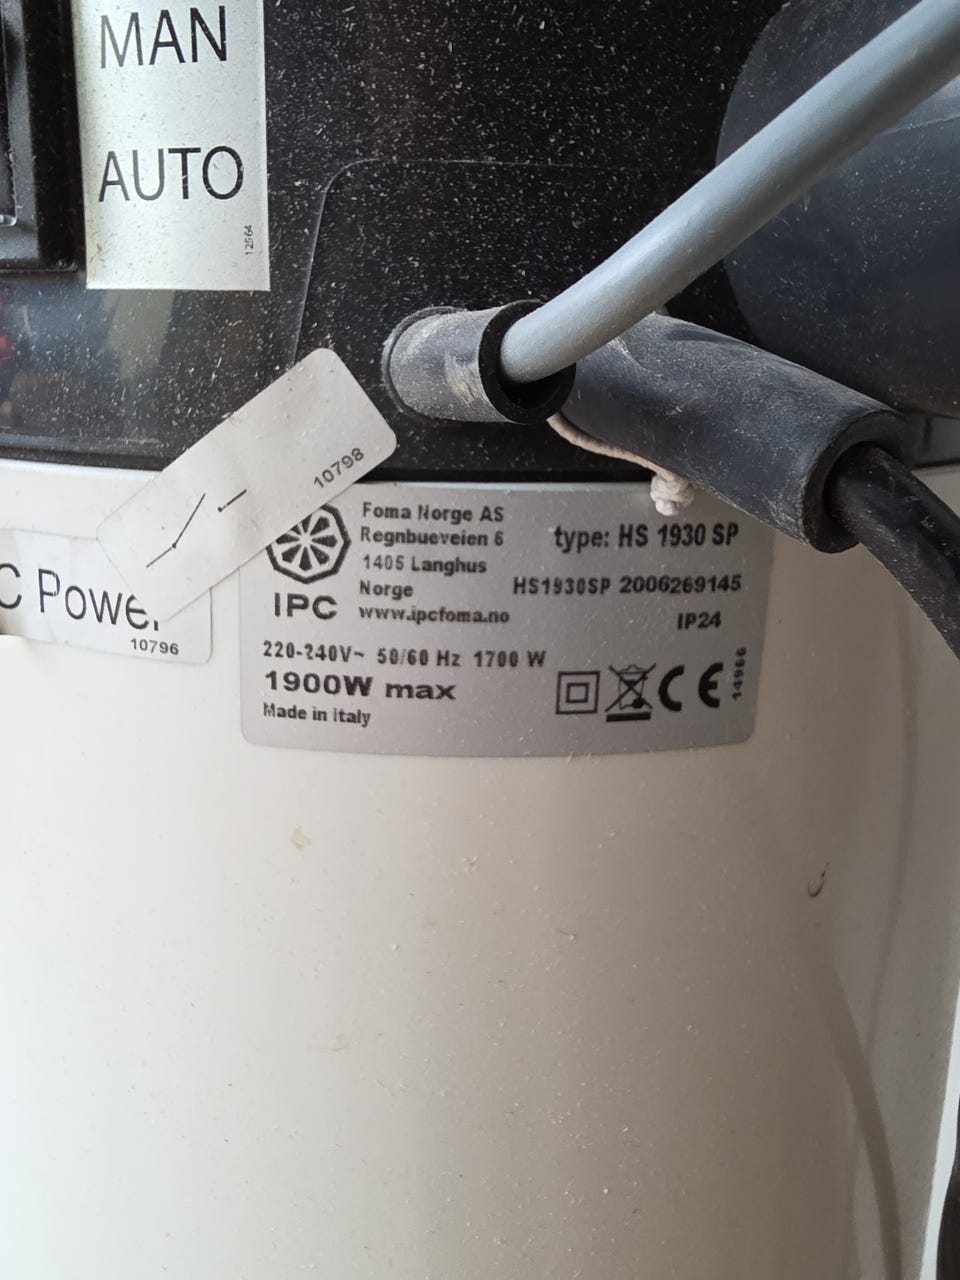 MAN
AUTO
12564
10798
C Power
10796
IPC
Foma Norge AS
Regnbueveien 6
1405 Langhus
Norge
www.ipcfoma.no
type: HS 1930 SP
HS1930SP 2006269145
IP24
220-240V~ 50/60 Hz 1700 W
1900W max
Made in Italy
CE
14966